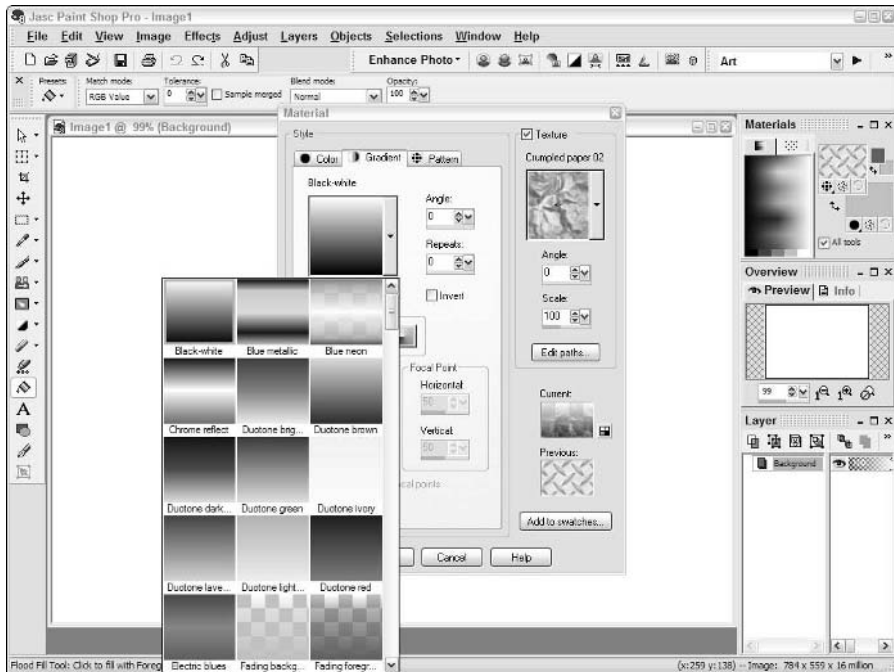 Jasc Paint Shop Pro - Image1
File Edit View Image Effects Adjust Layers Objects Selections Window Help
Enhance Photo
Art
Presets:
Match mode:
RGB Value
Tolerance:
0
Sample merged
Blend mode:
Normal
Opacity:
100
Image1 @ 99% (Background)
Material
Style
Color
Gradient
Pattern
Black-white
Angle:
0
Repeats:
0
Invert
Black-white
Blue metallic
Blue neon
Chrome reflect
Duotone brig...
Duotone brown
Duotone dark...
Duotone green
Duotone ivory
Duotone lave...
Duotone light...
Duotone red
Electric blues
Fading backg...
Fading foregr...
Focal Point
Horizontal:
50
Vertical:
50
focal points
Texture
Crumpled paper 02
Angle:
0
Scale:
100
Edit paths...
Current:
Previous:
Add to swatches...
Cancel
Help
Materials
All tools
Overview
Preview
Info
99
Layer
Background
Flood Fill Tool: Click to fill with Foreg
(x:259 y:138) -- Image: 784 x 559 x 16 million